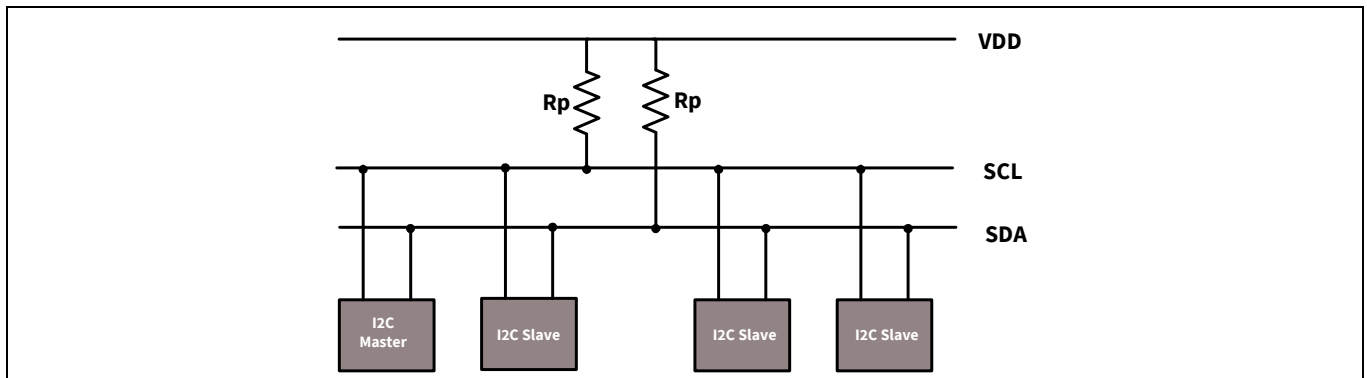 VDD
Rp
Rp
SCL
SDA
I2C
Master
I2C Slave
I2C Slave
I2C Slave